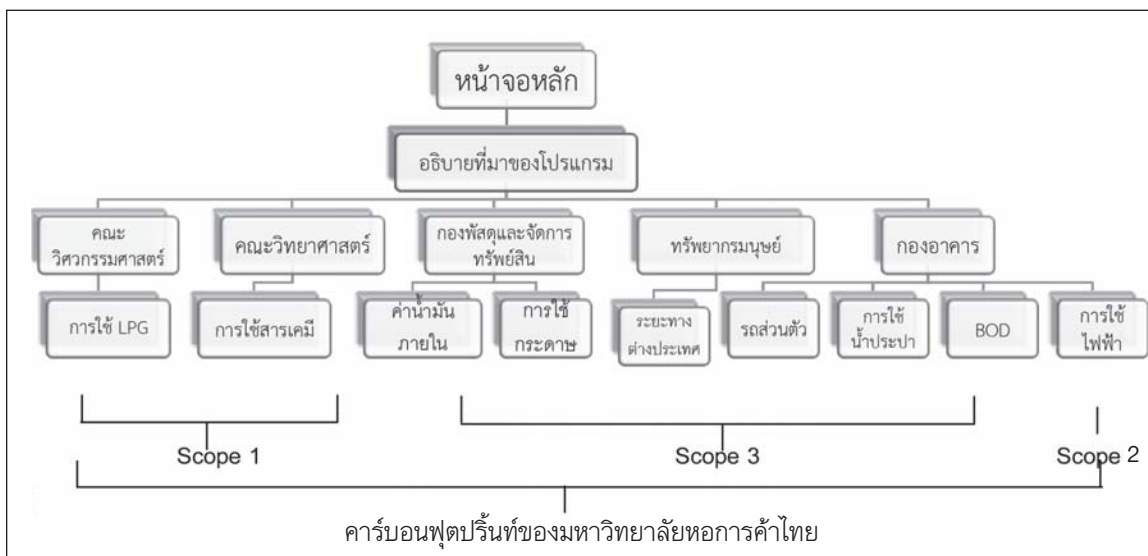 หน้าจอหลัก
อธิบายที่มาของโปรแกรม
คณะ
วิศวกรรมศาสตร์
คณะวิทยาศาสตร์
กองพัสดุและจัดการ
ทรัพย์สิน
ทรัพยากรมนุษย์
กองอาคาร
การใช้ LPG
การใช้สารเคมี
ค่าน้ำมัน
ภายใน
การใช้
กระดาษ
ระยะทาง
ต่างประเทศ
รถส่วนตัว
การใช้
น้ำประปา
BOD
การใช้
ไฟฟ้า
Scope 1
Scope 3
Scope 2
คาร์บอนฟุตปริ้นท์ของมหาวิทยาลัยหอการค้าไทย